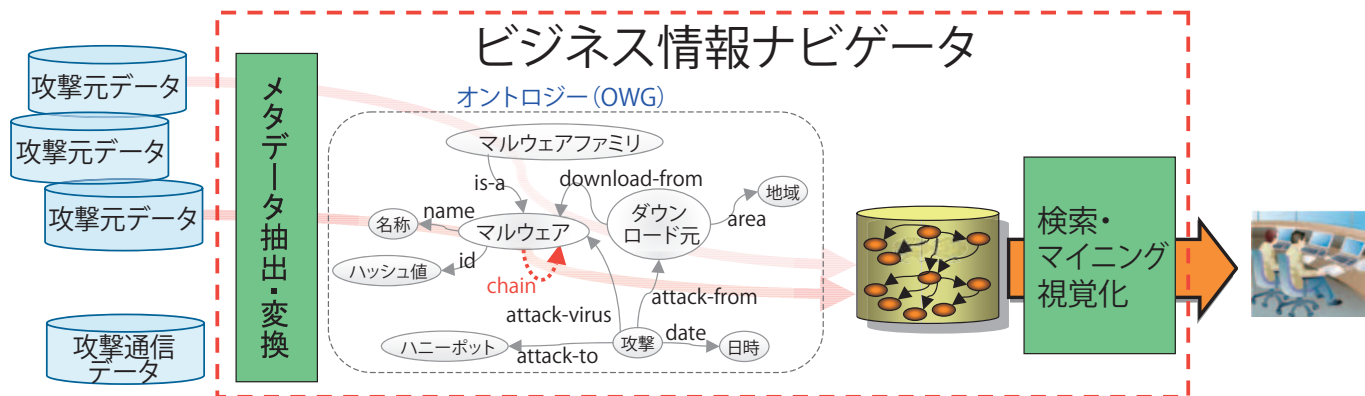 ビジネス情報ナビゲータ
攻撃元データ
攻撃元データ
攻撃元データ
攻撃通信
データ
メタデータ抽出・変換
オントロジー(OWG)
マルウェアファミリ
is-a
download-from
地域
area
名称
name
マルウェア
ダウン
ロード元
id
ハッシュ値
chain
attack-from
attack-virus
ハニーポット
attack-to
攻撃
date
日時
検索・
マイニング
視覚化